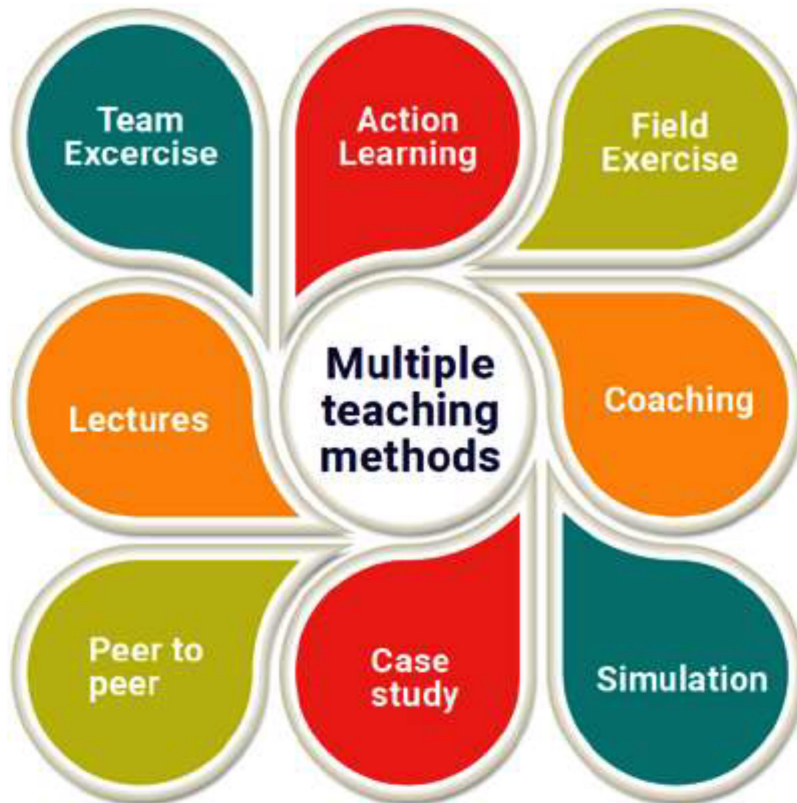 Team
Excercise
Action
Learning
Field
Exercise
Lectures
Multiple
teaching
methods
Coaching
Peer to
peer
Case
study
Simulation